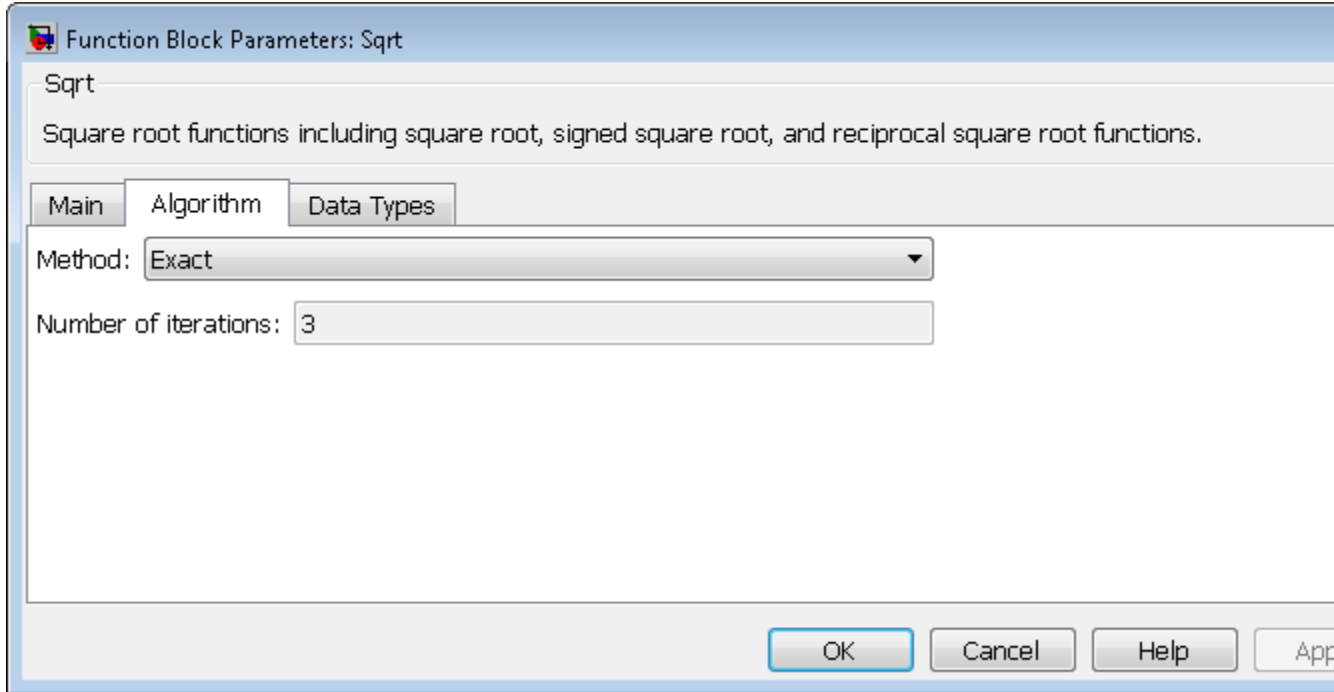 Function Block Parameters: Sqrt
Sqrt
Square root functions including square root, signed square root, and reciprocal square root functions.
Main Algorithm Data Types
Method: Exact
Number of iterations: 3
OK Cancel Help App